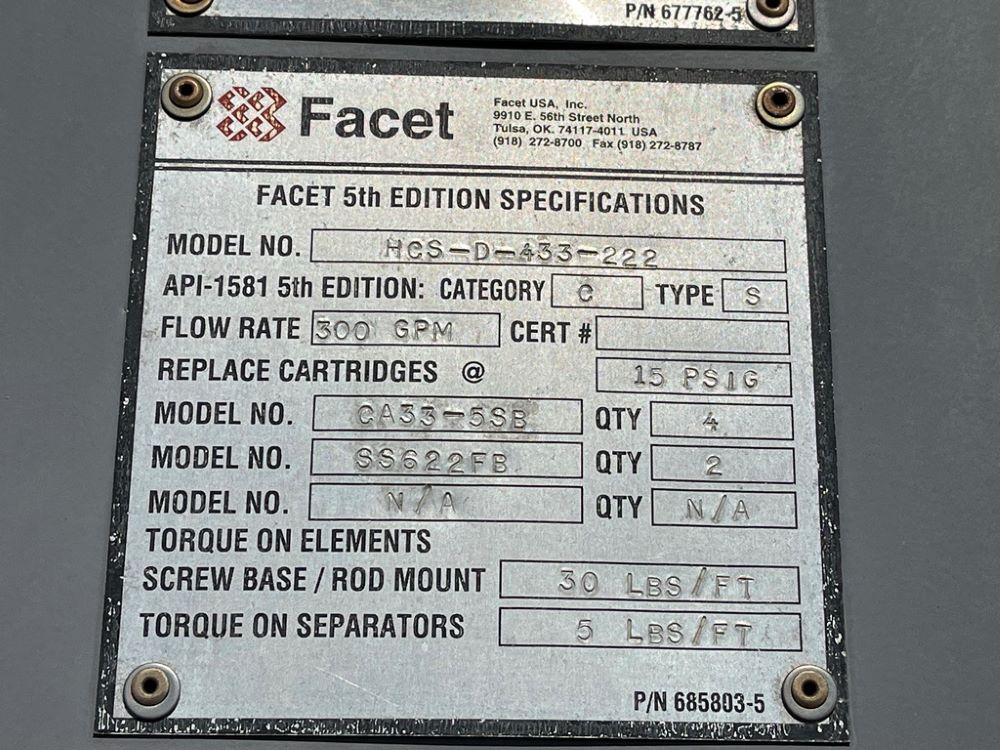 P/N 677762-5
Facet
Facet USA, Inc.
9910 E. 56th Street North
Tulsa, OK. 74117-4011 USA
(918) 272-8700 Fax (918) 272-8787
FACET 5th EDITION SPECIFICATIONS
MODEL NO. HCS-D-433-222
API-1581 5th EDITION: CATEGORY C TYPE S
FLOW RATE 300 GPM CERT #
REPLACE CARTRIDGES @ 15 PSIG
MODEL NO. CA33-5SB QTY 4
MODEL NO. SS622FB QTY 2
MODEL NO. N/A QTY N/A
TORQUE ON ELEMENTS
SCREW BASE / ROD MOUNT 30 LBS/FT
TORQUE ON SEPARATORS 5 LBS/FT
P/N 685803-5